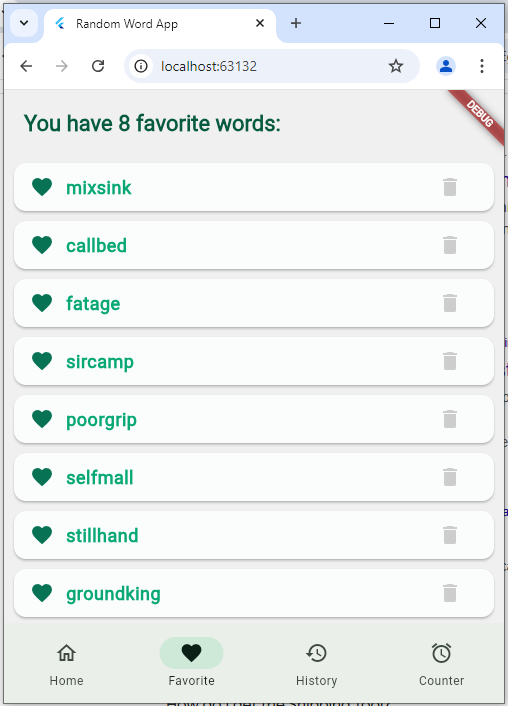 Random Word App
localhost:63132
DEBUG
You have 8 favorite words:
mixsink
callbed
fatage
sircamp
poorgrip
selfmall
stillhand
groundking
Home
Favorite
History
Counter